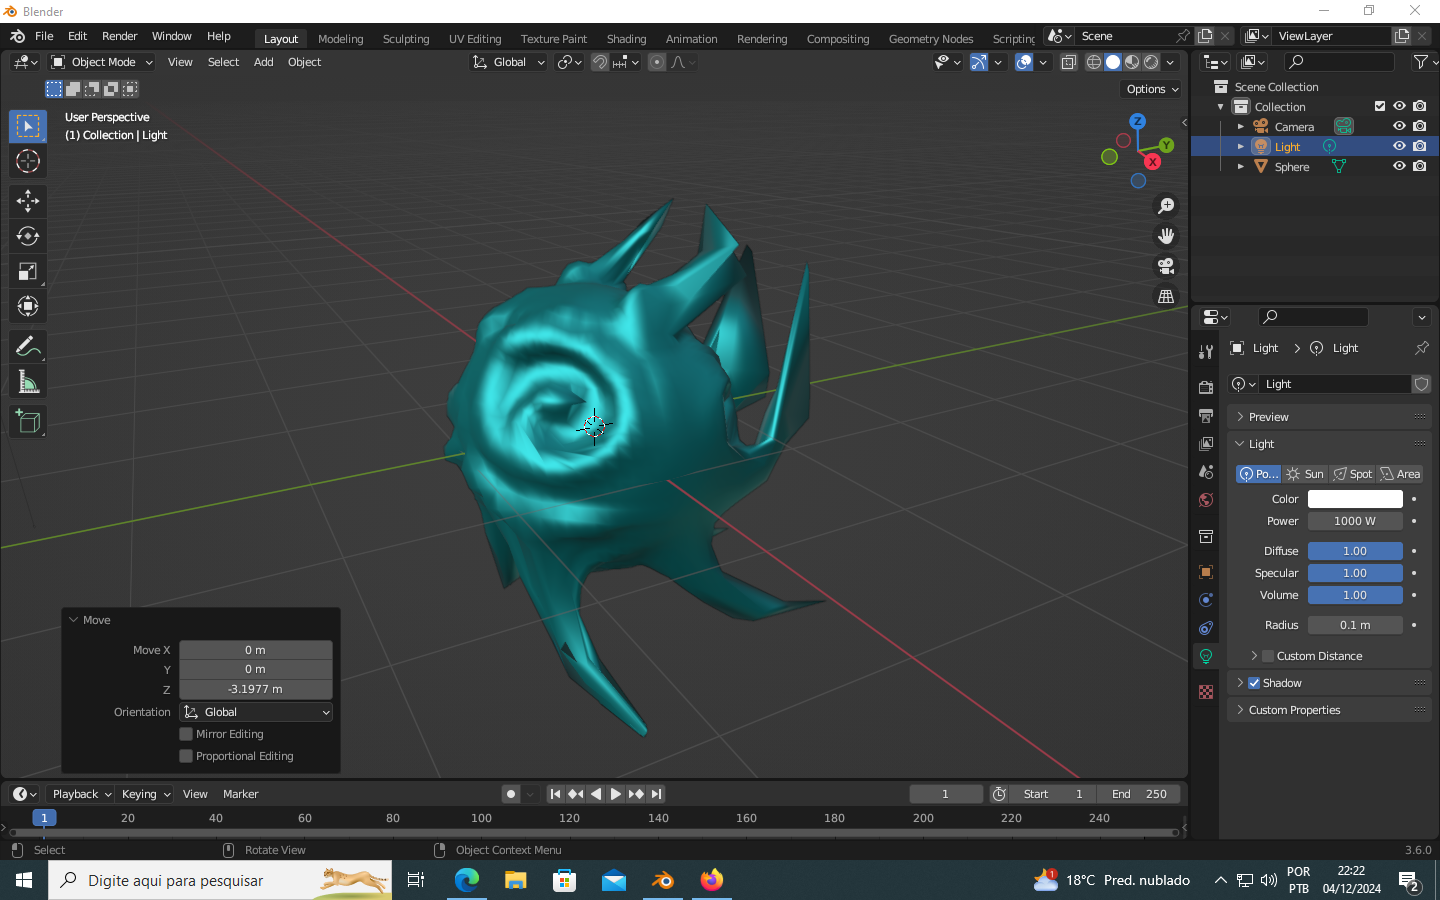 Blender
File Edit Render Window Help Layout Modeling Sculpting UV Editing Texture Paint Shading Animation Rendering Compositing Geometry Nodes Scripting Scene ViewLayer
Object Mode View Select Add Object Global
Options
User Perspective
(1) Collection | Light
Z
Y
X
Scene Collection
Collection
Camera
Light
Sphere
Light Light
Light
Preview
Light
Po... Sun Spot Area
Color
Power 1000 W
Diffuse 1.00
Specular 1.00
Volume 1.00
Radius 0.1 m
Custom Distance
Shadow
Custom Properties
Move
Move X 0 m
Y 0 m
Z -3.1977 m
Orientation Global
Mirror Editing
Proportional Editing
Playback Keying View Marker 1 Start 1 End 250
1 20 40 60 80 100 120 140 160 180 200 220 240
Select Rotate View Object Context Menu 3.6.0
Digite aqui para pesquisar
1 18°C Pred. nublado
POR
PTB
22:22
04/12/2024
2